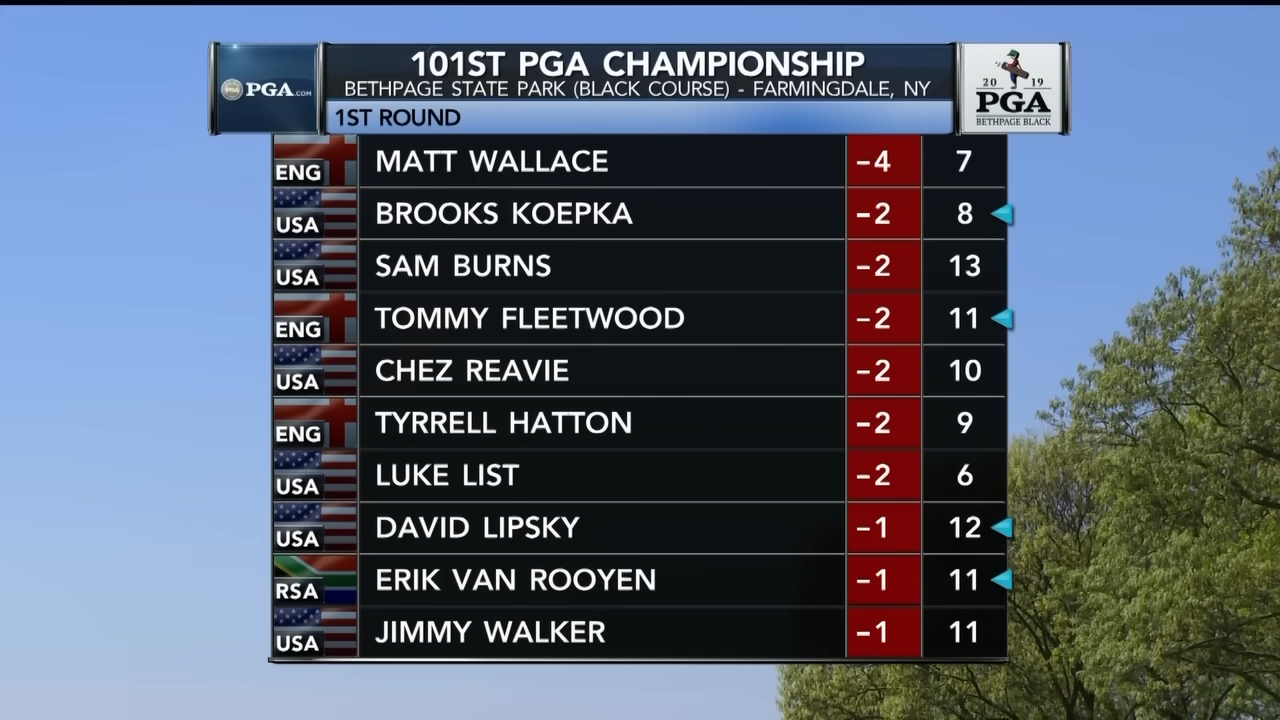 PGA.COM
101ST PGA CHAMPIONSHIP
BETHPAGE STATE PARK (BLACK COURSE) - FARMINGDALE, NY
1ST ROUND
20 19
PGA
BETHPAGE BLACK
ENG MATT WALLACE -4 7
USA BROOKS KOEPKA -2 8
USA SAM BURNS -2 13
ENG TOMMY FLEETWOOD -2 11
USA CHEZ REAVIE -2 10
ENG TYRRELL HATTON -2 9
USA LUKE LIST -2 6
USA DAVID LIPSKY -1 12
RSA ERIK VAN ROOYEN -1 11
USA JIMMY WALKER -1 11